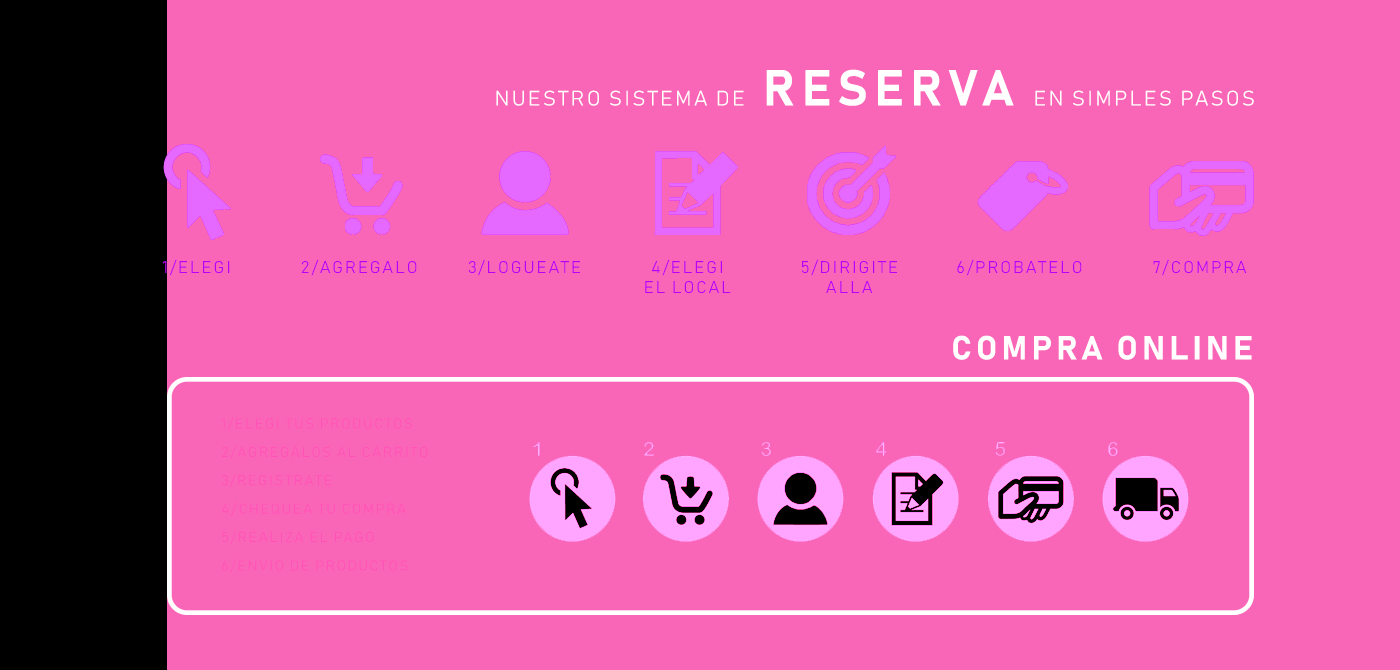 NUESTRO SISTEMA DE RESERVA EN SIMPLES PASOS
1/ELEGI
2/AGREGALO
3/LOGUEATE
4/ELEGI
EL LOCAL
5/DIRIGITE
ALLA
6/PROBATELO
7/COMPRA
COMPRA ONLINE
1/ELEGI TUS PRODUCTOS
2/AGREGALOS AL CARRITO
3/REGISTRATE
4/CHEQUEA TU COMPRA
5/REALIZA EL PAGO
6/ENVIO DE PRODUCTOS
1 2 3 4 5 6